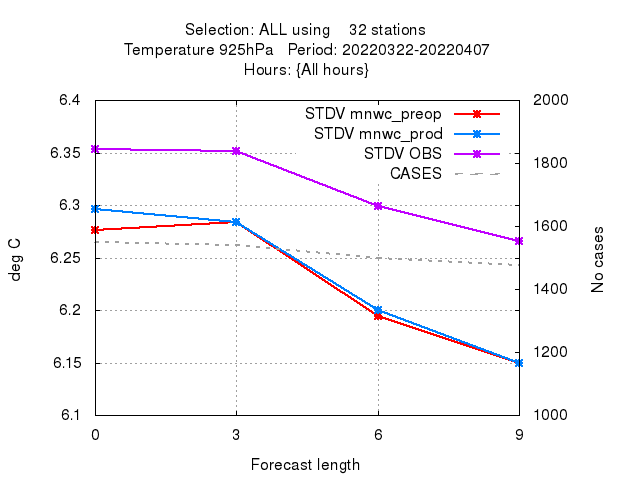 Selection: ALL using    32 stations
Temperature 925hPa   Period: 20220322-20220407
Hours: {All hours}
STDV mnwc_preop
STDV mnwc_prod
STDV OBS
CASES
6.4
6.35
6.3
6.25
6.2
6.15
6.1
deg C
2000
1800
1600
1400
1200
1000
No cases
0 3 6 9
Forecast length